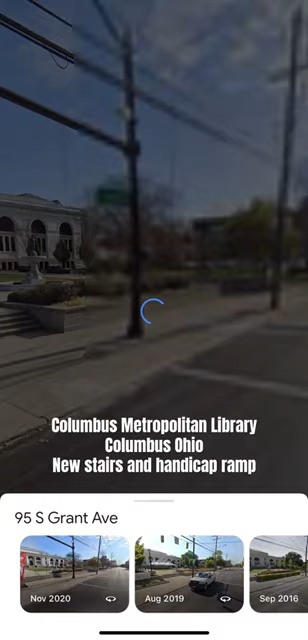 Columbus Metropolitan Library
Columbus Ohio
New stairs and handicap ramp
95 S Grant Ave
Nov 2020
Aug 2019
Sep 2016